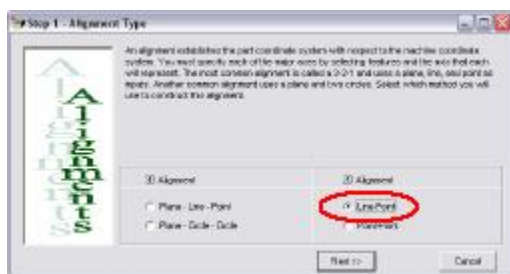 Step 1 - Alignment Type
An alignment establishes the part coordinate system with respect to the machine coordinate
system. You must specify each of the major axes by selecting features and the axis that each
will represent. The most common alignment is called a 3-2-1 and uses a plane, line, and point as
inputs. Another common alignment uses a plane and two circles. Select which method you will
use to construct this alignment.
Alignments
3D Alignment
2D Alignment
Plane - Line - Point
Line-Point
Plane - Circle - Circle
Point-Point
Next >>
Cancel